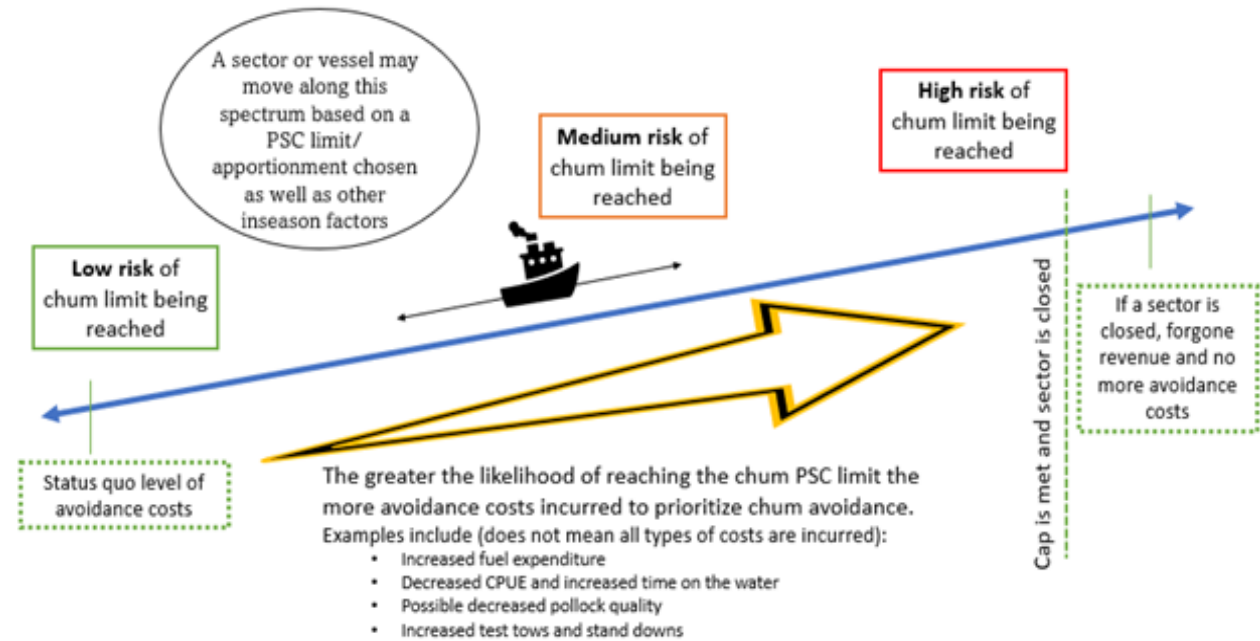 A sector or vessel may
move along this
spectrum based on a
PSC limit/
apportionment chosen
as well as other
inseason factors
Low risk of
chum limit being
reached
Medium risk of
chum limit being
reached
High risk of
chum limit being
reached
Status quo level of
avoidance costs
Cap is met and sector is closed
If a sector is
closed, forgone
revenue and no
more avoidance
costs
The greater the likelihood of reaching the chum PSC limit the
more avoidance costs incurred to prioritize chum avoidance.
Examples include (does not mean all types of costs are incurred):
• Increased fuel expenditure
• Decreased CPUE and increased time on the water
• Possible decreased pollock quality
• Increased test tows and stand downs